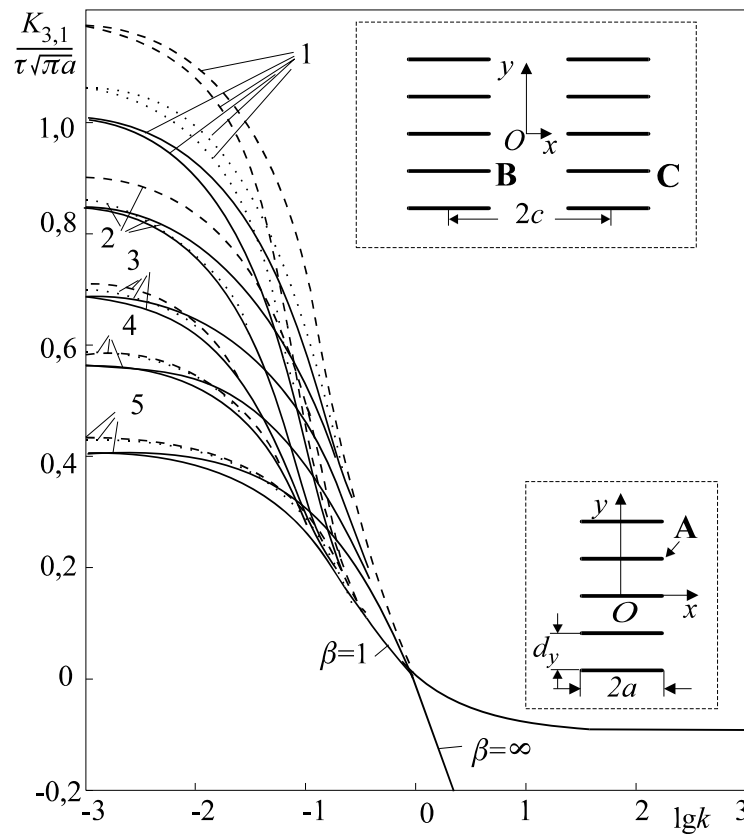 K3,1
τ√πa
1,0
0,8
0,6
0,4
0,2
0
-0,2
-3
-2
-1
0
1
2
3
lgk
1
2
3
4
5
β=1
β=∞
y
O
x
B
C
2c
y
A
O
x
dy
2a